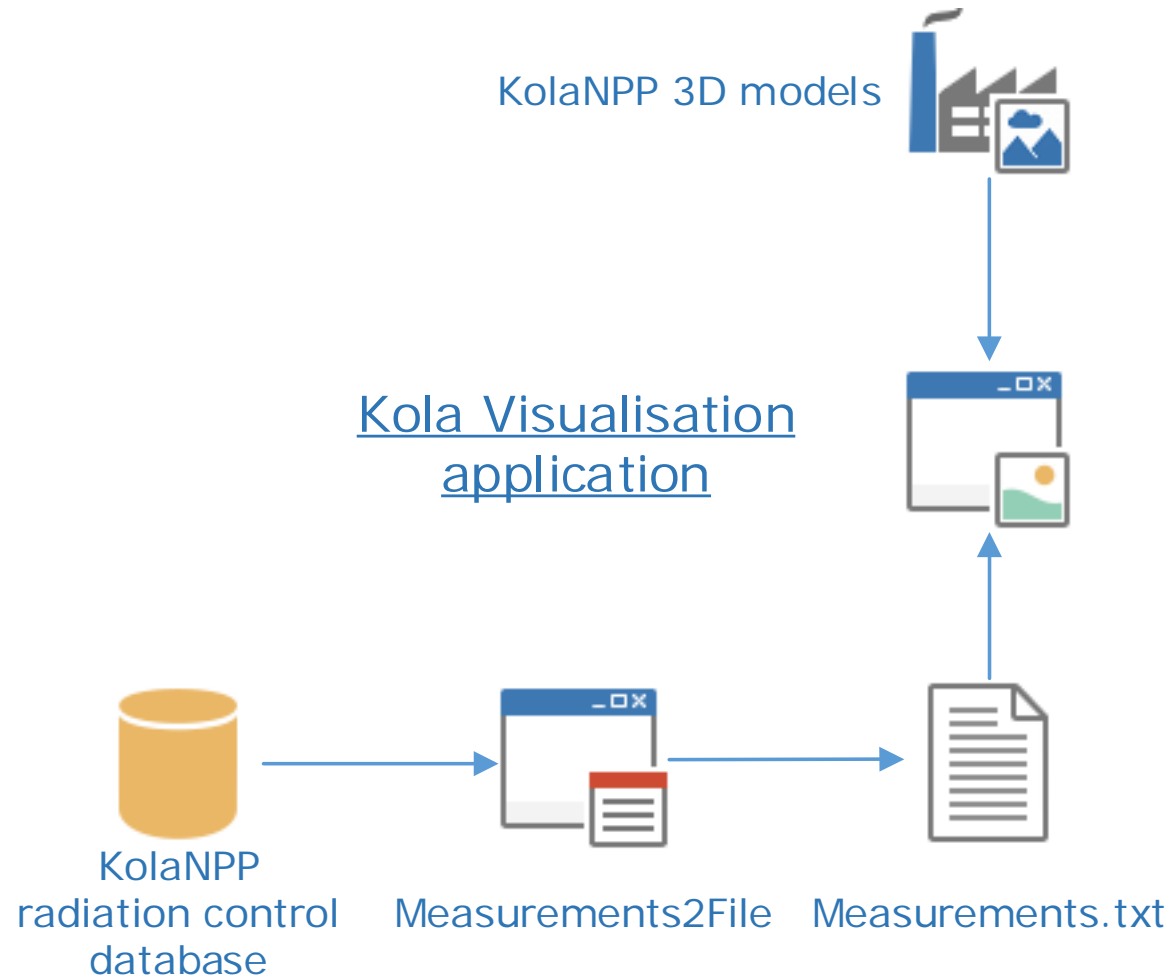 KolaNPP 3D models
Kola Visualisation
application
KolaNPP
radiation control
database
Measurements2File
Measurements.txt